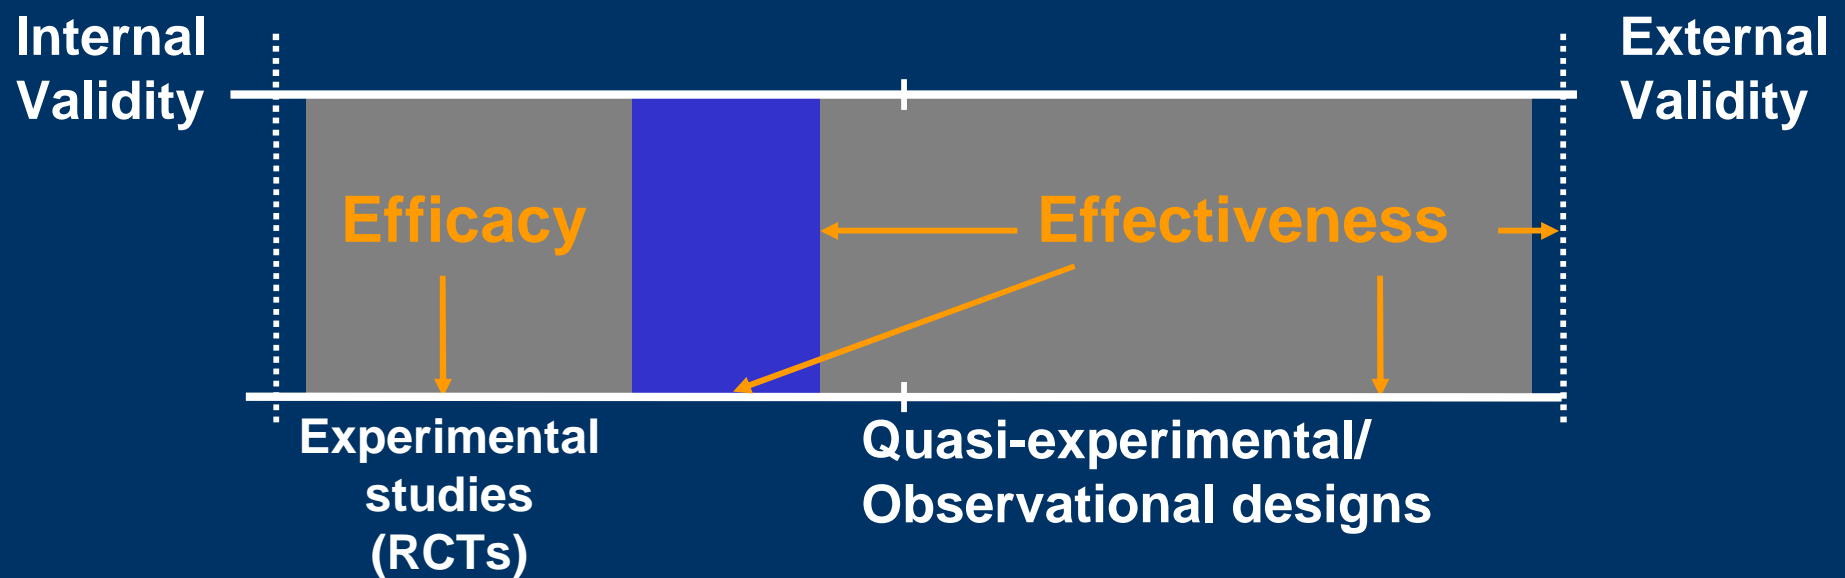 Internal
Validity
External
Validity
Efficacy
Effectiveness
Experimental
studies
(RCTs)
Quasi-experimental/
Observational designs